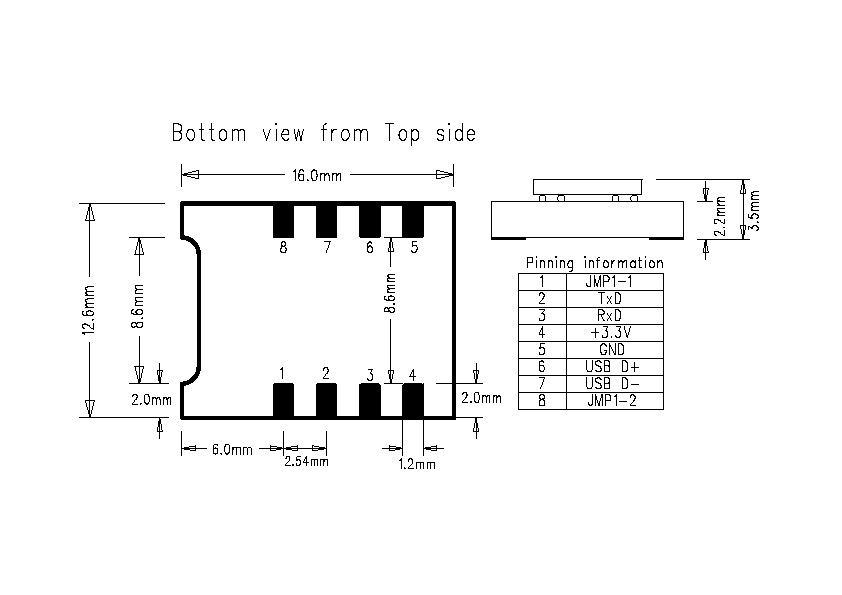 Bottom view from Top side
16.0mm
8 7 6 5
12.6mm
8.6mm
8.6mm
1 2 3 4
2.0mm
2.0mm
6.0mm
2.54mm
1.2mm
2.2mm
3.5mm
Pinning information
1 JMP1-1
2 TxD
3 RxD
4 +3.3V
5 GND
6 USB D+
7 USB D-
8 JMP1-2